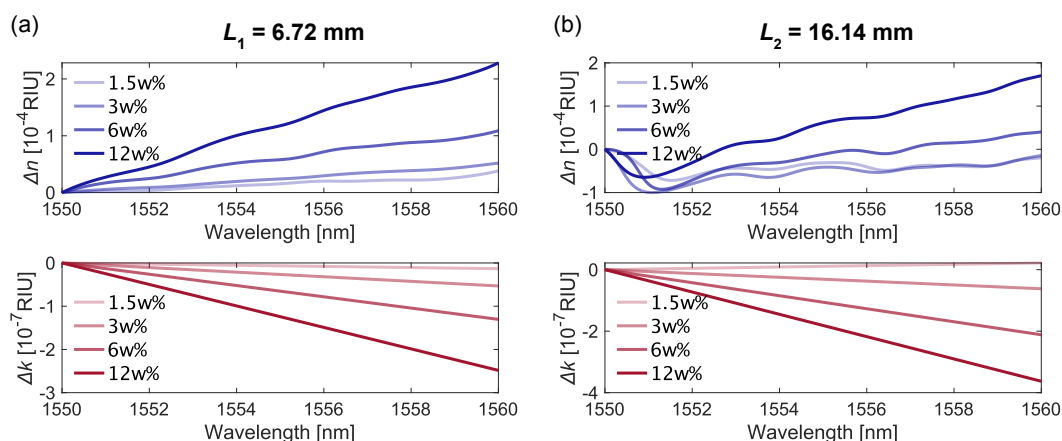 (a)
L1 = 6.72 mm
Δn [10-4RIU]
2
1
0
1.5w%
3w%
6w%
12w%
1550 1552 1554 1556 1558 1560
Wavelength [nm]
Δk [10-7RIU]
0
-1
-2
-3
1.5w%
3w%
6w%
12w%
1550 1552 1554 1556 1558 1560
Wavelength [nm]
(b)
L2 = 16.14 mm
Δn [10-4RIU]
2
1
0
-1
1.5w%
3w%
6w%
12w%
1550 1552 1554 1556 1558 1560
Wavelength [nm]
Δk [10-7RIU]
0
-2
-4
1.5w%
3w%
6w%
12w%
1550 1552 1554 1556 1558 1560
Wavelength [nm]